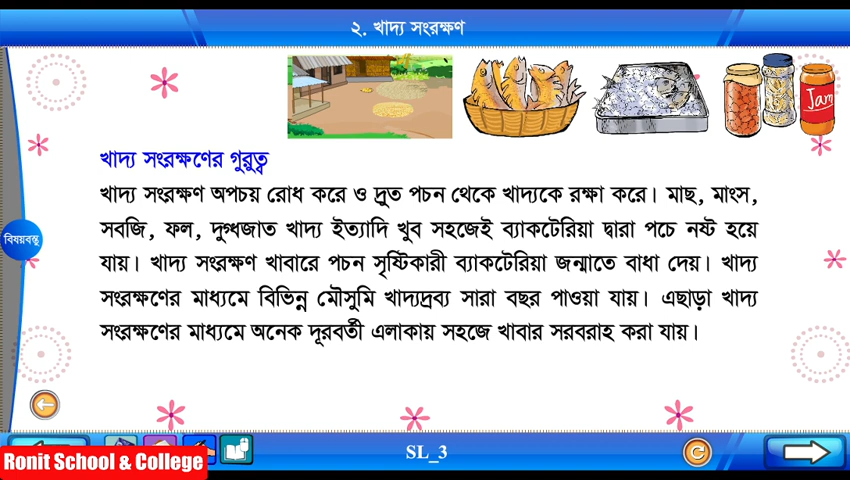 ২. খাদ্য সংরক্ষণ
Jam
খাদ্য সংরক্ষণের গুরুত্ব
খাদ্য সংরক্ষণ অপচয় রোধ করে ও দ্রুত পচন থেকে খাদ্যকে রক্ষা করে। মাছ, মাংস,
সবজি, ফল, দুগ্ধজাত খাদ্য ইত্যাদি খুব সহজেই ব্যাকটেরিয়া দ্বারা পচে নষ্ট হয়ে
যায়। খাদ্য সংরক্ষণ খাবারে পচন সৃষ্টিকারী ব্যাকটেরিয়া জন্মাতে বাধা দেয়। খাদ্য
সংরক্ষণের মাধ্যমে বিভিন্ন মৌসুমি খাদ্যদ্রব্য সারা বছর পাওয়া যায়। এছাড়া খাদ্য
সংরক্ষণের মাধ্যমে অনেক দূরবর্তী এলাকায় সহজে খাবার সরবরাহ করা যায়।
বিষয়বস্তু
SL_3
Ronit School & College